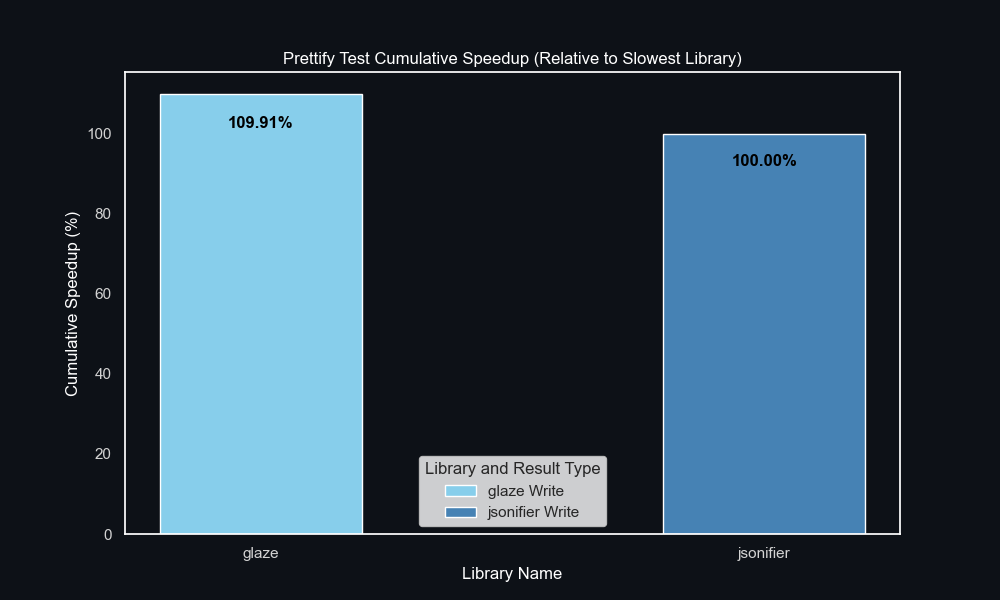 Prettify Test Cumulative Speedup (Relative to Slowest Library)
109.91%
100.00%
100
80
60
40
20
0
Cumulative Speedup (%)
Library and Result Type
glaze Write
jsonifier Write
glaze
jsonifier
Library Name